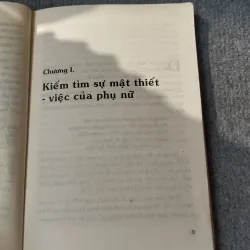 Chương I.
Kiếm tìm sự mật thiết
- việc của phụ nữ
9